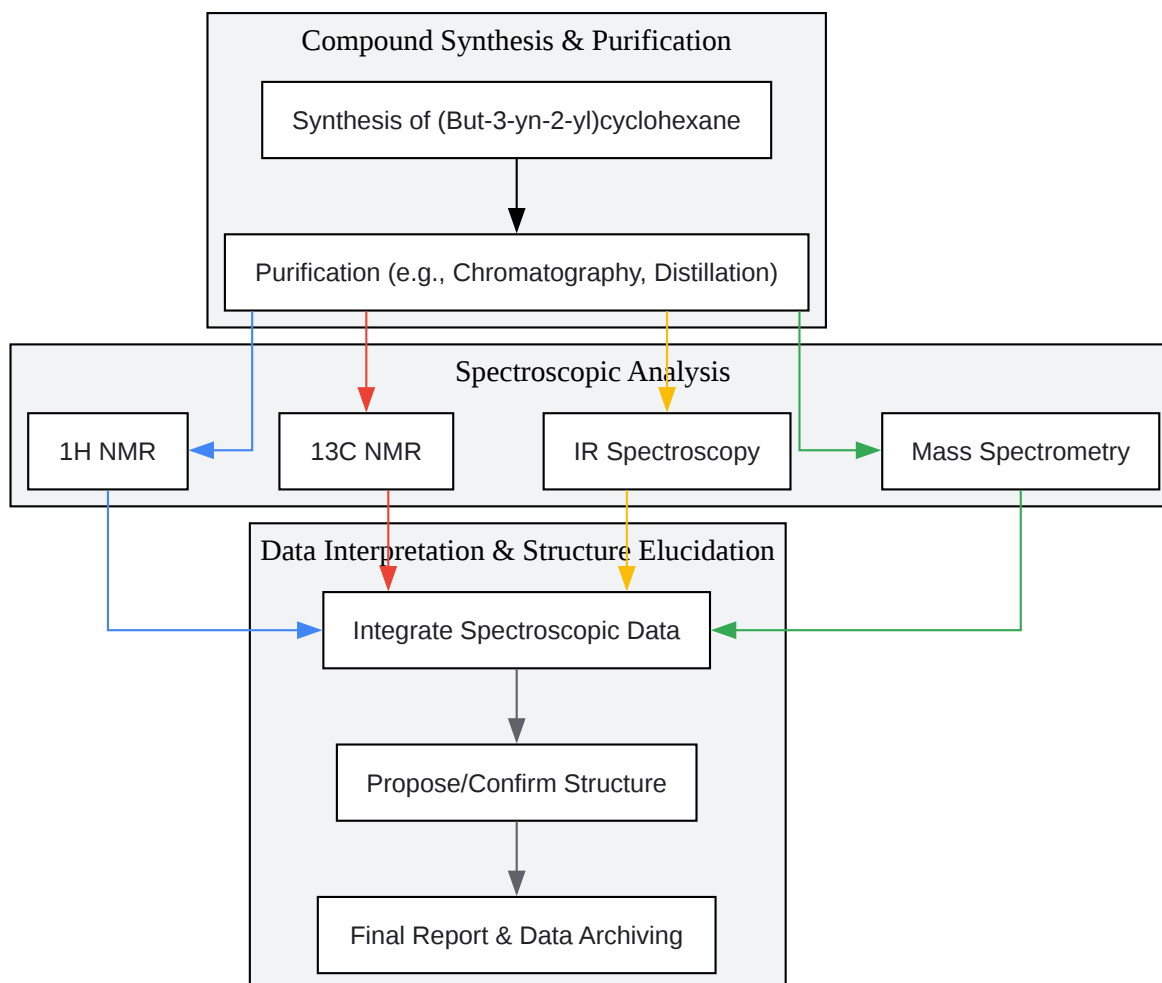 Compound Synthesis & Purification
Synthesis of (But-3-yn-2-yl)cyclohexane
Purification (e.g., Chromatography, Distillation)
Spectroscopic Analysis
1H NMR
13C NMR
IR Spectroscopy
Mass Spectrometry
Data Interpretation & Structure Elucidation
Integrate Spectroscopic Data
Propose/Confirm Structure
Final Report & Data Archiving